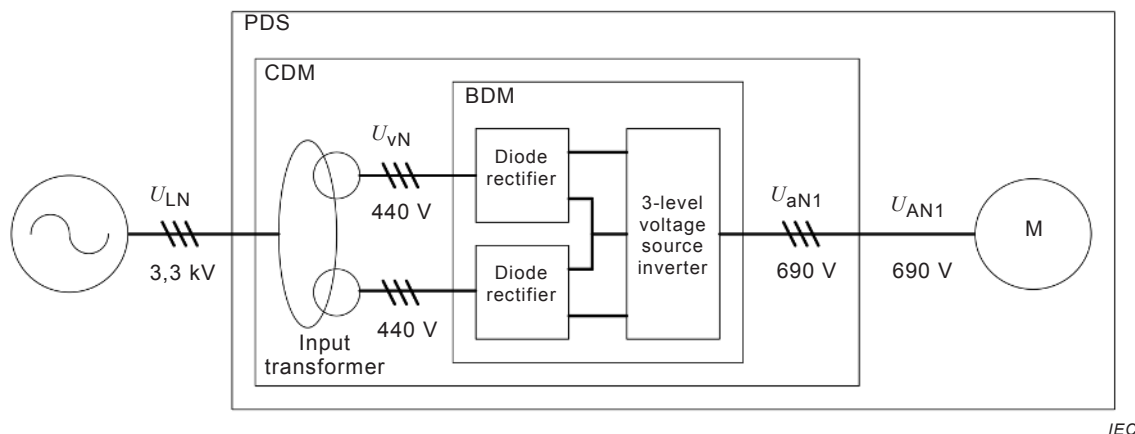 PDS
CDM
BDM
U_LN
3,3 kV
U_vN
440 V
440 V
Input
transformer
Diode
rectifier
Diode
rectifier
3-level
voltage
source
inverter
U_aN1
690 V
U_AN1
690 V
M
IEC